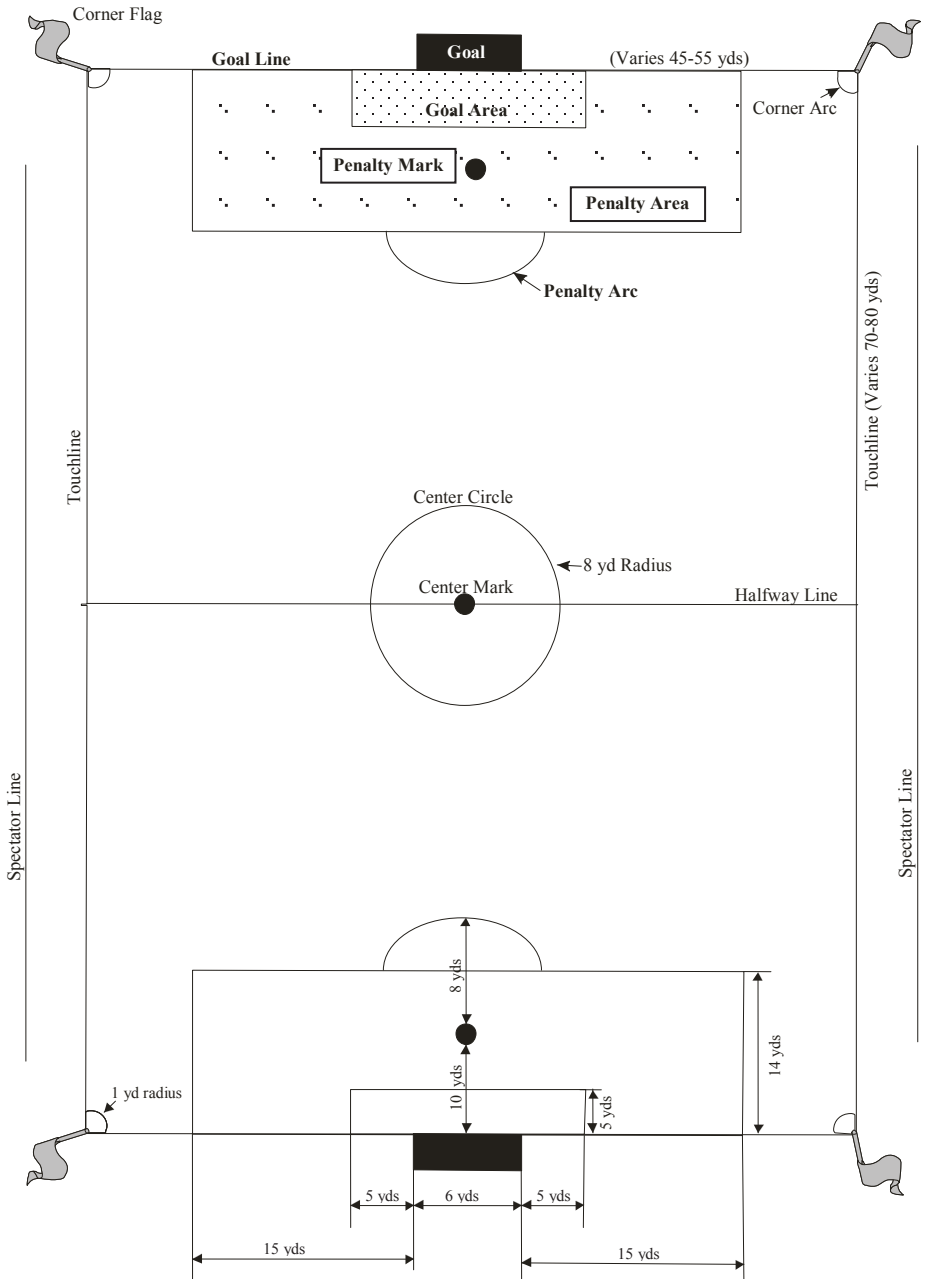 Corner Flag
Goal
Goal Line
(Varies 45-55 yds)
Goal Area
Corner Arc
Penalty Mark
Penalty Area
Penalty Arc
Touchline (Varies 70-80 yds)
Touchline
Center Circle
8 yd Radius
Center Mark
Halfway Line
Spectator Line
Spectator Line
8 yds
14 yds
10 yds
1 yd radius
5 yds
5 yds
6 yds
5 yds
15 yds
15 yds